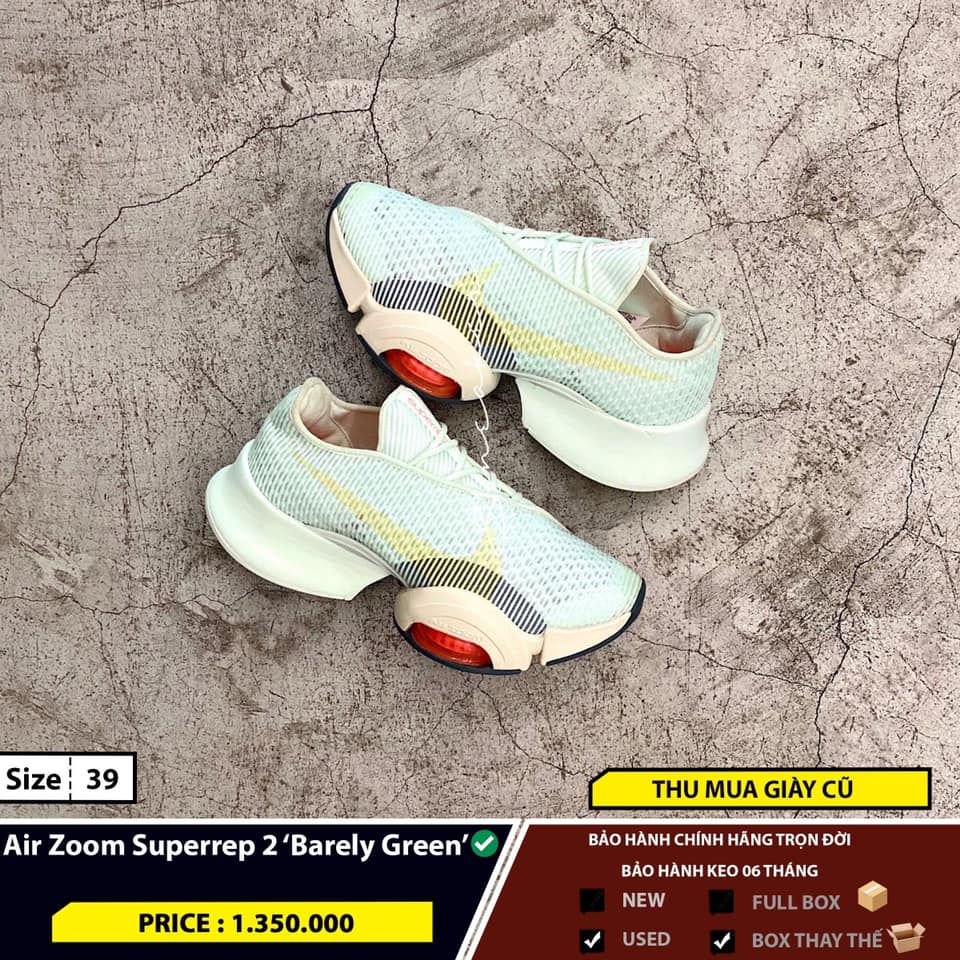 Size 39
THU MUA GIÀY CŨ
Air Zoom Superrep 2 ‘Barely Green’
PRICE : 1.350.000
BẢO HÀNH CHÍNH HÃNG TRỌN ĐỜI
BẢO HÀNH KEO 06 THÁNG
NEW
FULL BOX
USED
BOX THAY THẾ